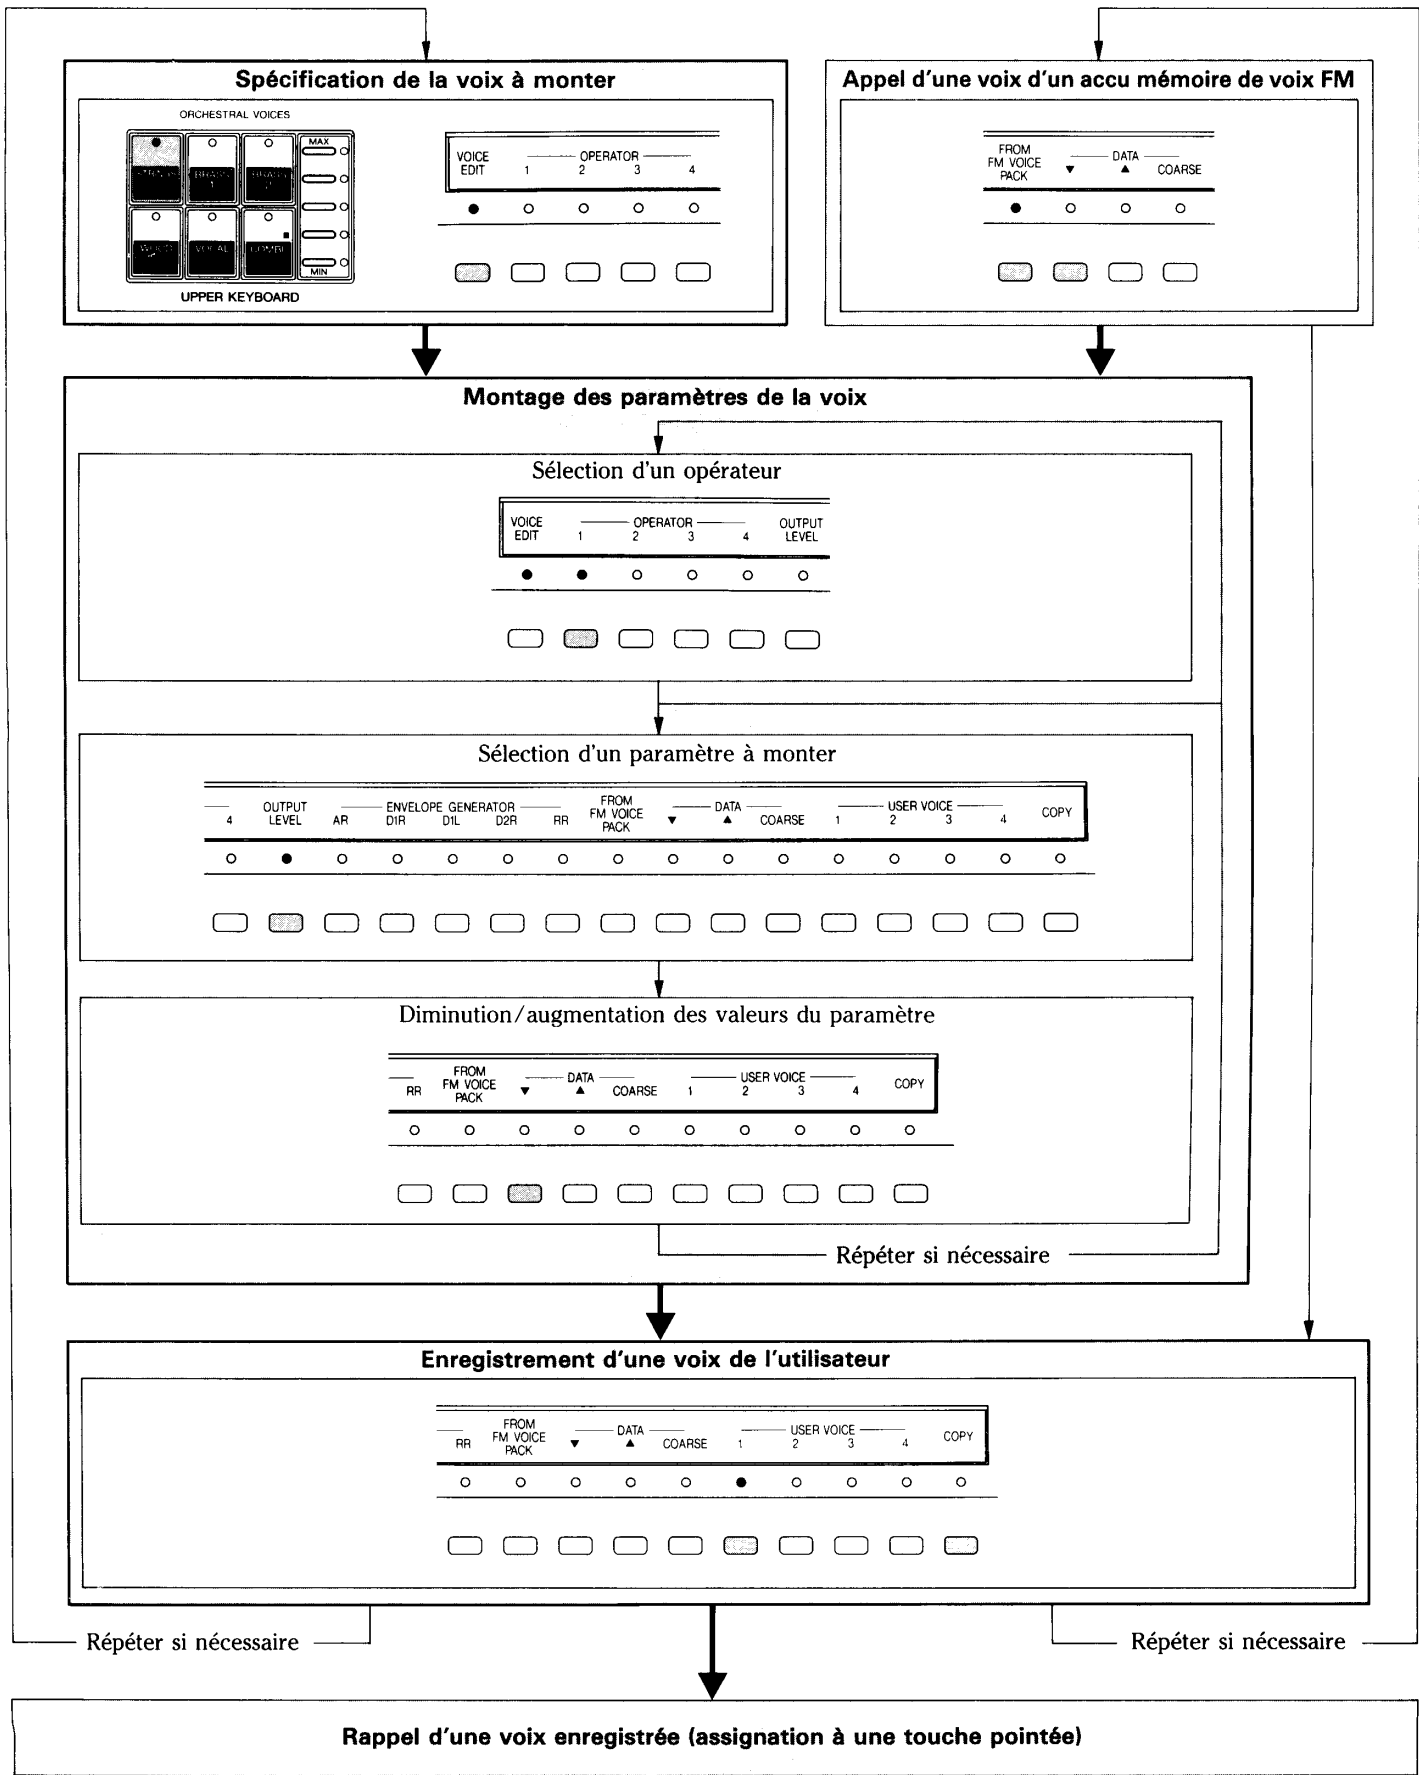 Spécification de la voix à monter
ORCHESTRAL VOICES
MAX
BRASS 1
BRASS 2
VOCAL
COMBI.
MIN
UPPER KEYBOARD
VOICE EDIT
OPERATOR
1 2 3 4
Appel d'une voix d'un accu mémoire de voix FM
FROM FM VOICE PACK
DATA
▼ ▲ COARSE
Montage des paramètres de la voix
Sélection d'un opérateur
VOICE EDIT
OPERATOR
1 2 3 4
OUTPUT LEVEL
Sélection d'un paramètre à monter
4
OUTPUT LEVEL
ENVELOPE GENERATOR
AR D1R D1L D2R RR
FROM FM VOICE PACK
DATA
▼ ▲ COARSE
USER VOICE
1 2 3 4
COPY
Diminution/augmentation des valeurs du paramètre
RR
FROM FM VOICE PACK
DATA
▼ ▲ COARSE
USER VOICE
1 2 3 4
COPY
Répéter si nécessaire
Enregistrement d'une voix de l'utilisateur
RR
FROM FM VOICE PACK
DATA
▼ ▲ COARSE
USER VOICE
1 2 3 4
COPY
Répéter si nécessaire
Répéter si nécessaire
Rappel d'une voix enregistrée (assignation à une touche pointée)